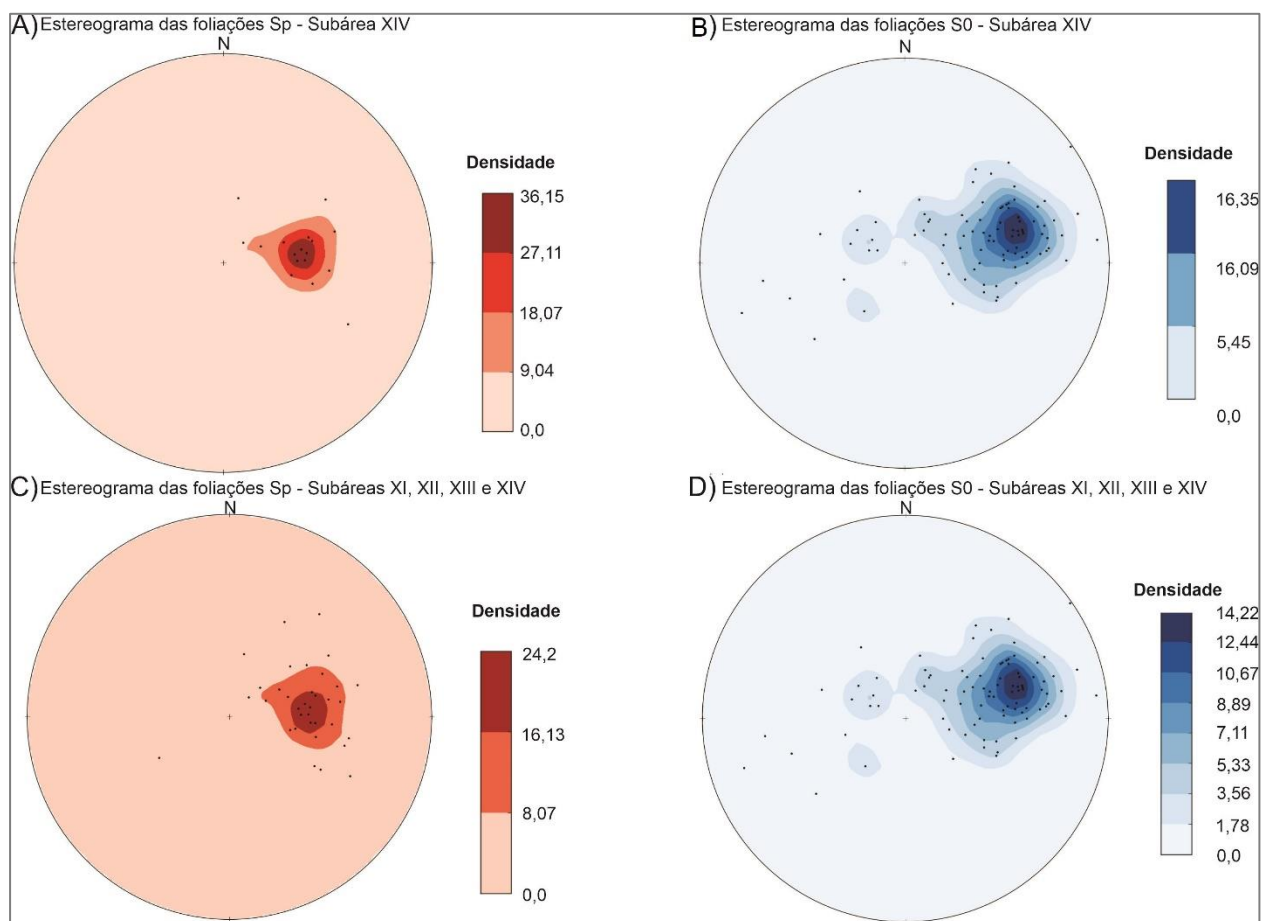 A) Estereograma das foliações Sp - Subárea XIV
N
Densidade
36,15
27,11
18,07
9,04
0,0
B) Estereograma das foliações S0 - Subárea XIV
N
Densidade
16,35
16,09
5,45
0,0
C) Estereograma das foliações Sp - Subáreas XI, XII, XIII e XIV
N
Densidade
24,2
16,13
8,07
0,0
D) Estereograma das foliações S0 - Subáreas XI, XII, XIII e XIV
N
Densidade
14,22
12,44
10,67
8,89
7,11
5,33
3,56
1,78
0,0